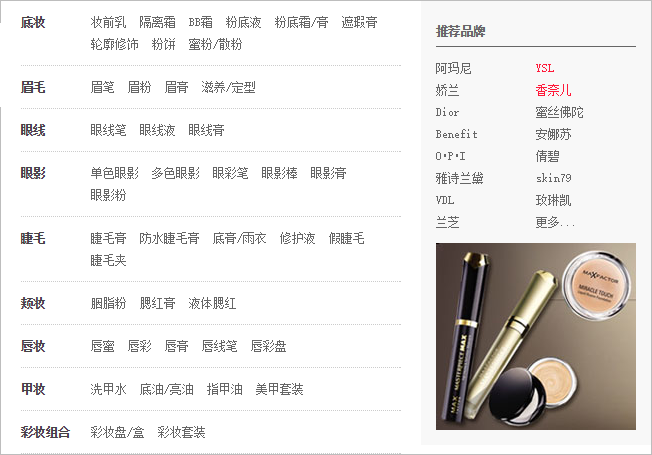 底妆 妆前乳 隔离霜 BB霜 粉底液 粉底霜/膏 遮瑕膏
轮廓修饰 粉饼 蜜粉/散粉
眉毛 眉笔 眉粉 眉膏 滋养/定型
眼线 眼线笔 眼线液 眼线膏
眼影 单色眼影 多色眼影 眼彩笔 眼影棒 眼影膏
眼影粉
睫毛 睫毛膏 防水睫毛膏 底膏/雨衣 修护液 假睫毛
睫毛夹
颊妆 胭脂粉 腮红膏 液体腮红
唇妆 唇蜜 唇彩 唇膏 唇线笔 唇彩盘
甲妆 洗甲水 底油/亮油 指甲油 美甲套装
彩妆组合 彩妆盘/盒 彩妆套装
推荐品牌
阿玛尼 YSL
娇兰 香奈儿
Dior 蜜丝佛陀
Benefit 安娜苏
O·P·I 倩碧
雅诗兰黛 skin79
VDL 玫琳凯
兰芝 更多...
MAXFACTOR
MIRACLE TOUCH
MASTERPIECE MAX
MAX